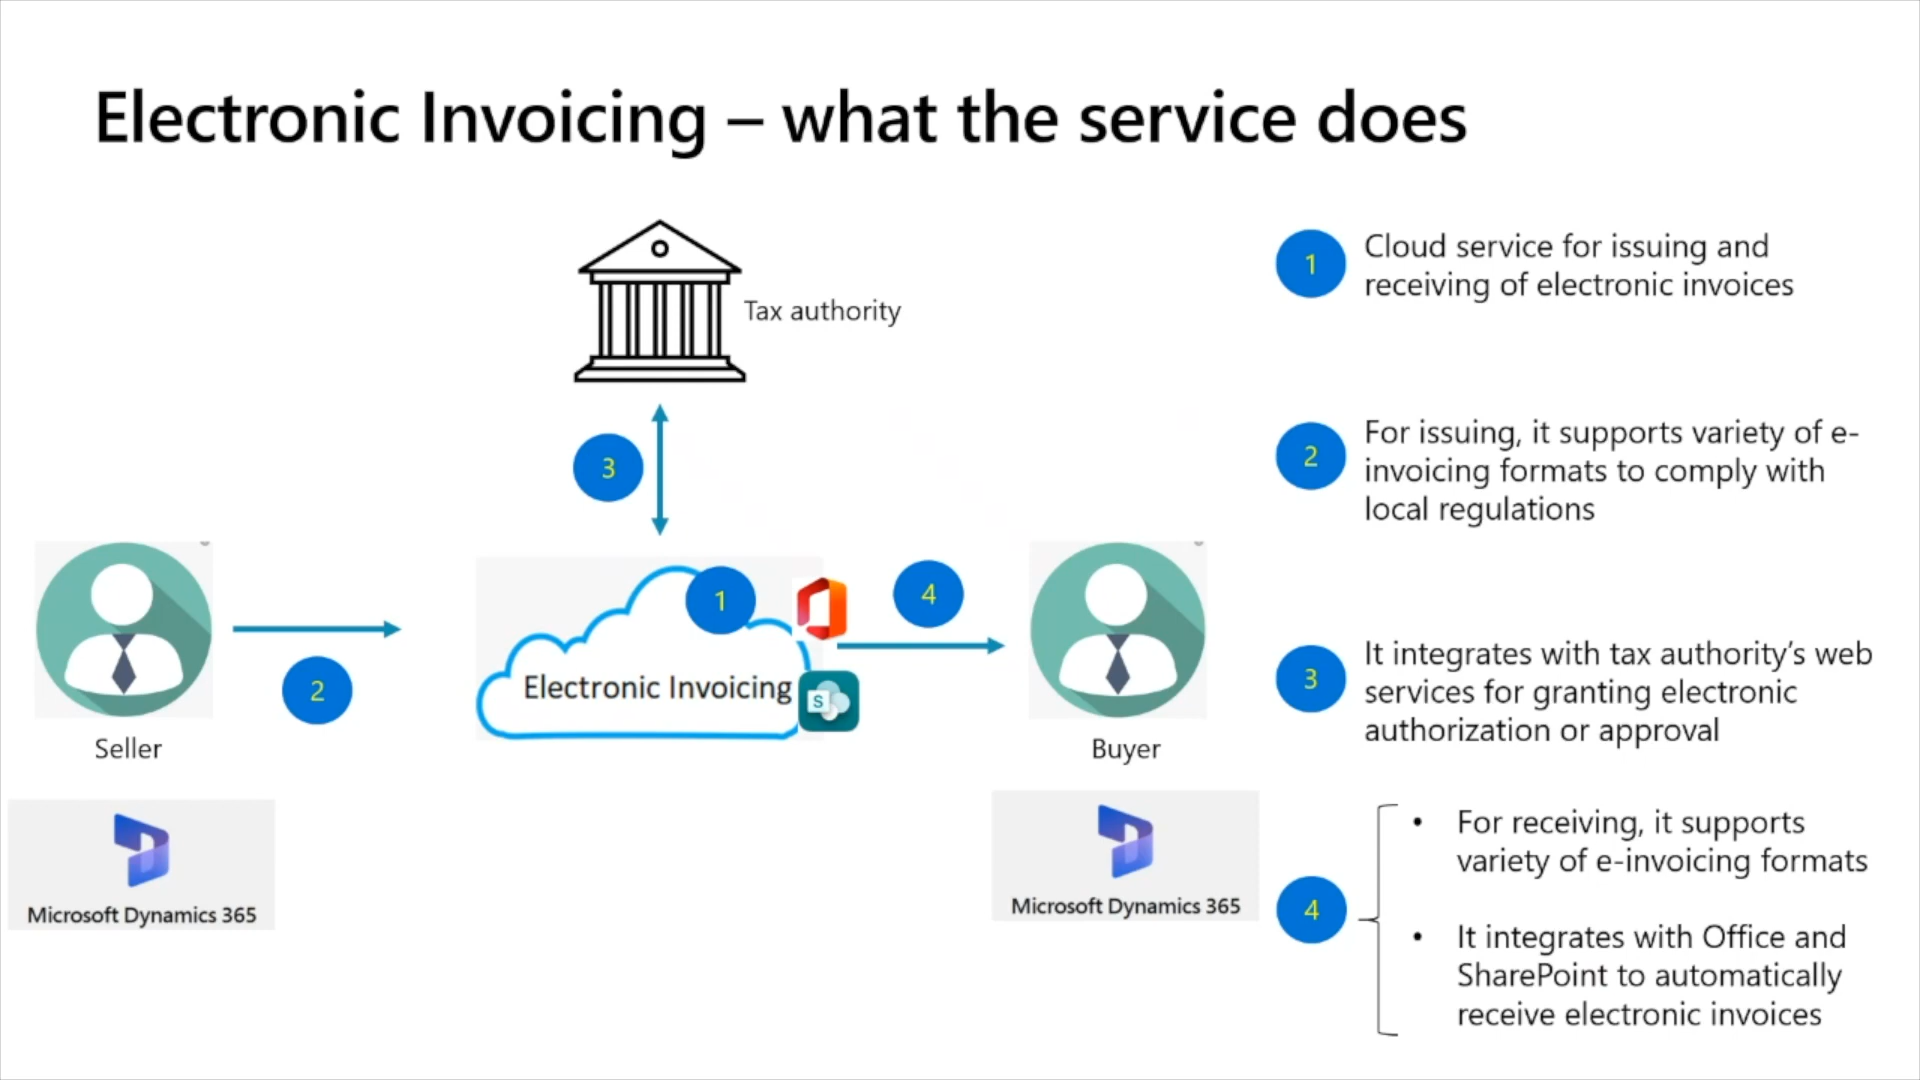 Electronic Invoicing – what the service does
Tax authority
3
1
4
Electronic Invoicing
S
2
Seller
Buyer
Microsoft Dynamics 365
Microsoft Dynamics 365
1
Cloud service for issuing and
receiving of electronic invoices
2
For issuing, it supports variety of e-
invoicing formats to comply with
local regulations
3
It integrates with tax authority's web
services for granting electronic
authorization or approval
4
• For receiving, it supports
variety of e-invoicing formats
• It integrates with Office and
SharePoint to automatically
receive electronic invoices